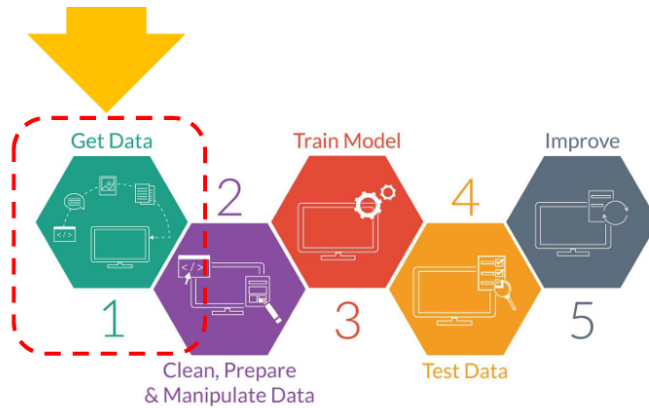 Get Data
1
</>
2
</>
Clean, Prepare
& Manipulate Data
Train Model
3
4
Test Data
Improve
5